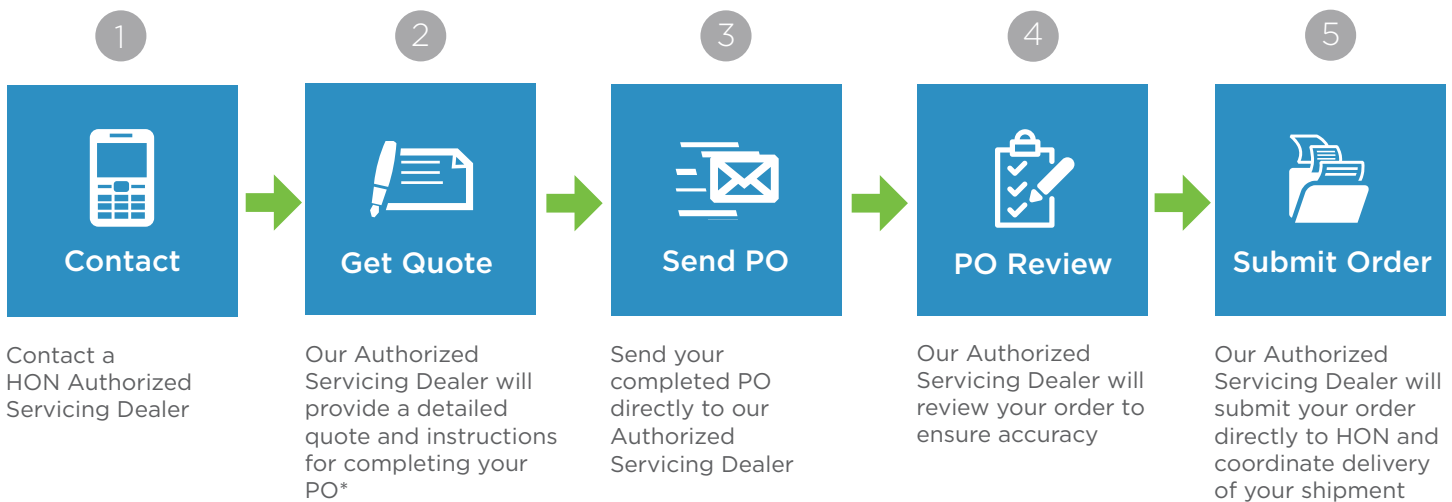 1
2
3
4
5
Contact
Get Quote
Send PO
PO Review
Submit Order
Contact a
HON Authorized
Servicing Dealer
Our Authorized
Servicing Dealer will
provide a detailed
quote and instructions
for completing your
PO*
Send your
completed PO
directly to our
Authorized
Servicing Dealer
Our Authorized
Servicing Dealer will
review your order to
ensure accuracy
Our Authorized
Servicing Dealer will
submit your order
directly to HON and
coordinate delivery
of your shipment